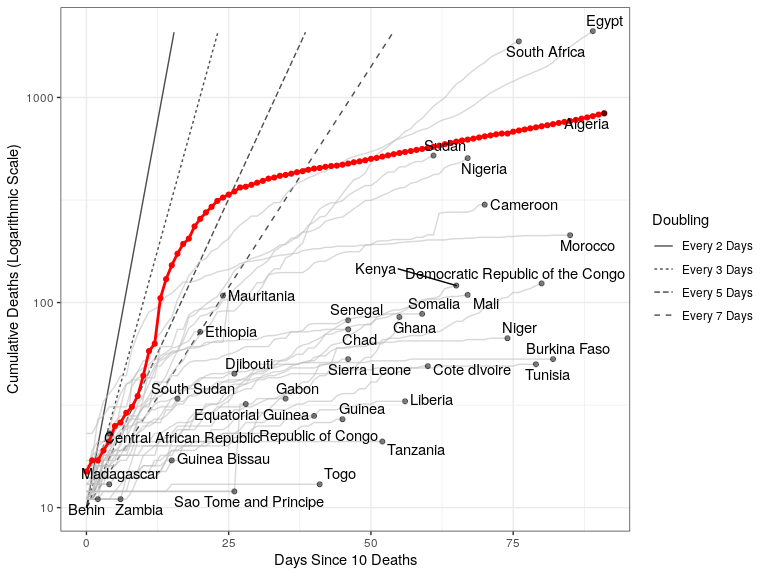 Egypt
South Africa
1000
Algeria
Sudan
Nigeria
Cameroon
Morocco
Kenya
Democratic Republic of the Congo
Mauritania
100
Senegal
Somalia
Mali
Ethiopia
Ghana
Niger
Chad
Burkina Faso
Djibouti
Sierra Leone
Cote dIvoire
Tunisia
South Sudan
Gabon
Liberia
Equatorial Guinea
Guinea
Central African Republic
Republic of Congo
Tanzania
Guinea Bissau
Madagascar
Togo
Sao Tome and Principe
10
Benin
Zambia
0
25
50
75
Days Since 10 Deaths
Cumulative Deaths (Logarithmic Scale)
Doubling
Every 2 Days
Every 3 Days
Every 5 Days
Every 7 Days